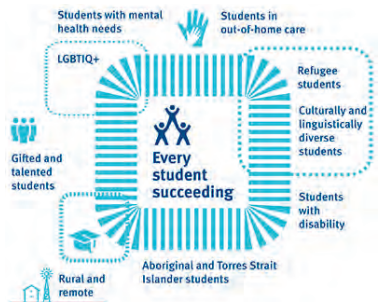 Students with mental
health needs
Students in
out-of-home care
LGBTIQ+
Refugee
students
Culturally and
linguistically
diverse
students
Gifted and
talented
students
Every
student
succeeding
Students
with
disability
Aboriginal and Torres Strait
Islander students
Rural and
remote